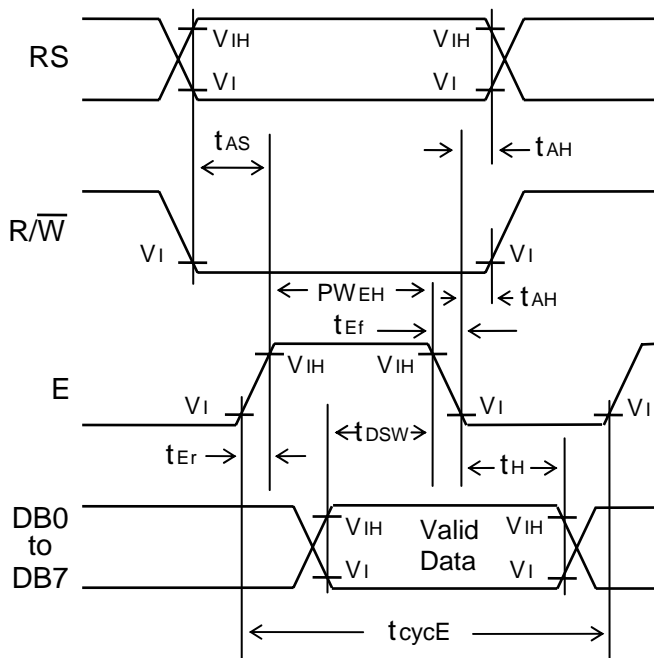 RS
VIH
VI
VIH
VI
tAS
tAH
R/W̅
VI
VI
PWEH
tAH
tEf
E
VI
VIH
VIH
VI
VI
tEr
tDSW
tH
DB0
to
DB7
VIH
VI
Valid
Data
VIH
VI
tcycE